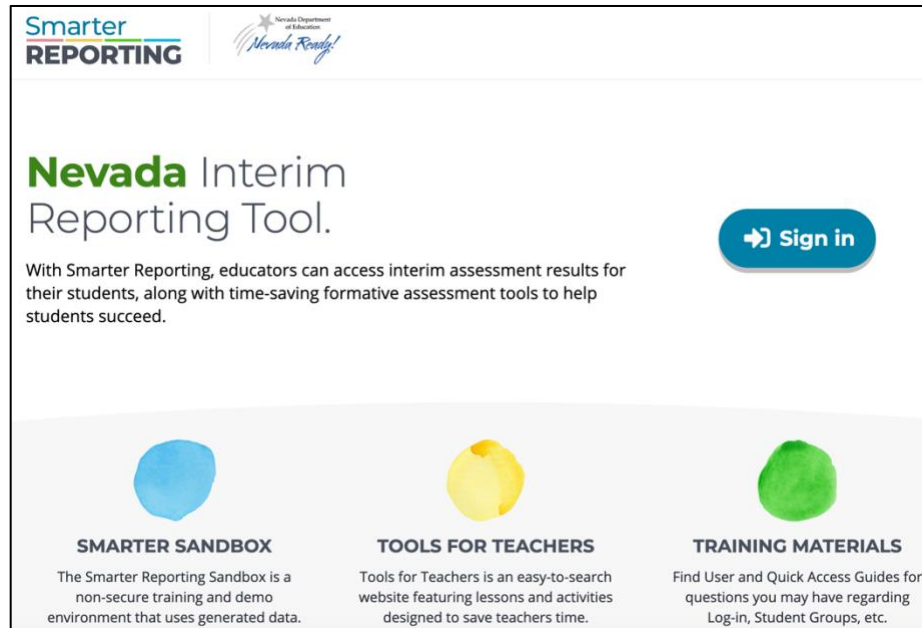 Smarter
REPORTING
Nevada Department
of Education
Nevada Ready!
Nevada Interim
Reporting Tool.
With Smarter Reporting, educators can access interim assessment results for
their students, along with time-saving formative assessment tools to help
students succeed.
Sign in
SMARTER SANDBOX
The Smarter Reporting Sandbox is a
non-secure training and demo
environment that uses generated data.
TOOLS FOR TEACHERS
Tools for Teachers is an easy-to-search
website featuring lessons and activities
designed to save teachers time.
TRAINING MATERIALS
Find User and Quick Access Guides for
questions you may have regarding
Log-in, Student Groups, etc.